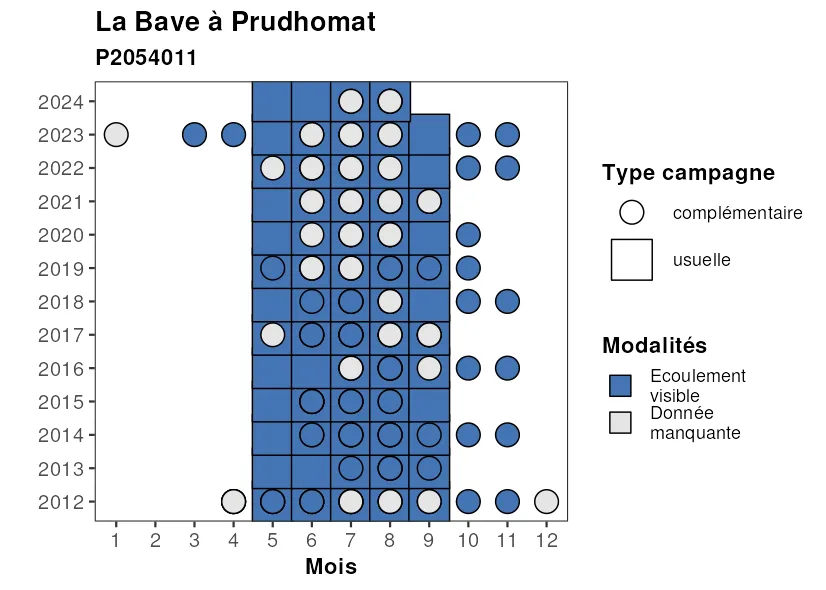 La Bave à Prudhomat
P2054011
2024
2023
2022
2021
2020
2019
2018
2017
2016
2015
2014
2013
2012
1 2 3 4 5 6 7 8 9 10 11 12
Mois
Type campagne
complémentaire
usuelle
Modalités
Ecoulement
visible
Donnée
manquante